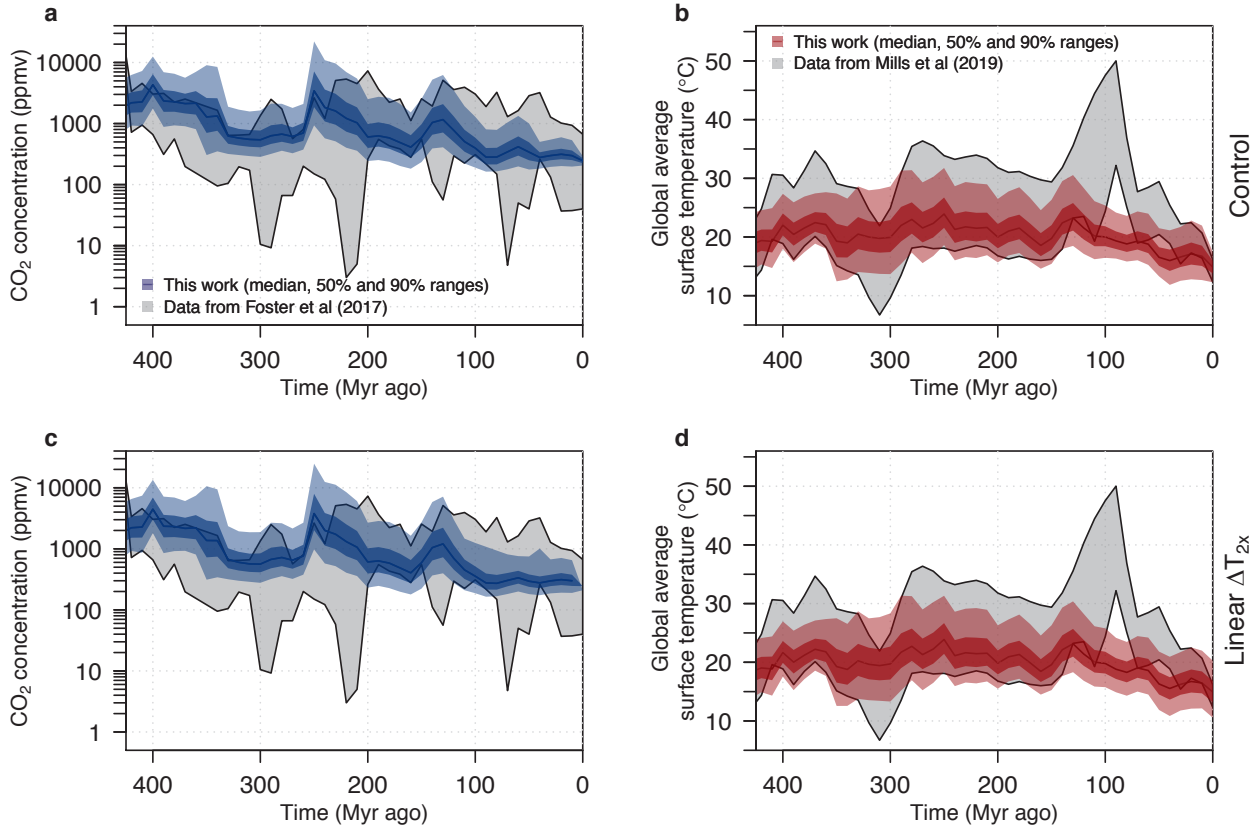 a
CO2 concentration (ppmv)
10000
1000
100
10
1
This work (median, 50% and 90% ranges)
Data from Foster et al (2017)
400
300
200
100
0
Time (Myr ago)
b
Global average
surface temperature (°C)
50
40
30
20
10
This work (median, 50% and 90% ranges)
Data from Mills et al (2019)
400
300
200
100
0
Time (Myr ago)
Control
c
CO2 concentration (ppmv)
10000
1000
100
10
1
400
300
200
100
0
Time (Myr ago)
d
Global average
surface temperature (°C)
50
40
30
20
10
400
300
200
100
0
Time (Myr ago)
Linear ΔT2x